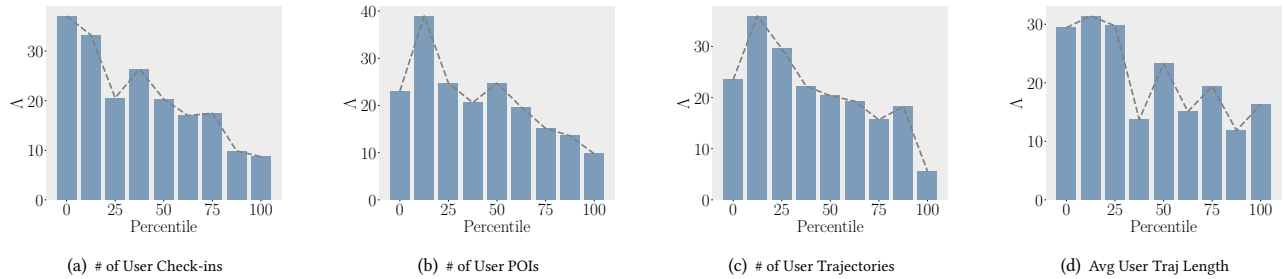 Λ
30
20
10
0
0 25 50 75 100
Percentile
(a) # of User Check-ins
Λ
40
30
20
10
0
0 25 50 75 100
Percentile
(b) # of User POIs
Λ
30
20
10
0
0 25 50 75 100
Percentile
(c) # of User Trajectories
Λ
30
20
10
0
0 25 50 75 100
Percentile
(d) Avg User Traj Length